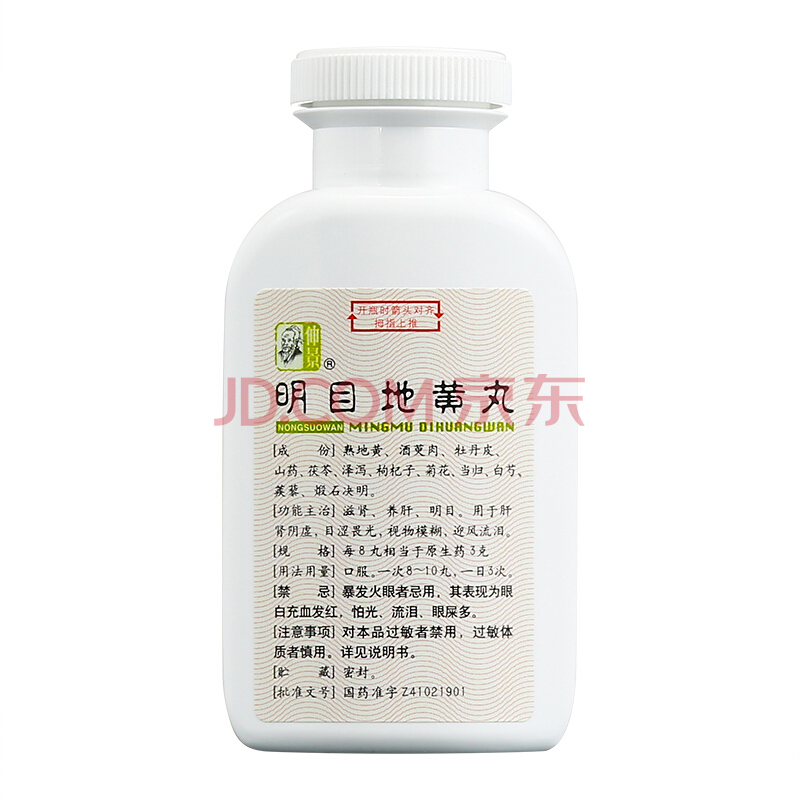 开瓶时箭头对齐
拇指上推
仲景®
明目地黄丸
JD.COM京东
NONGSUOWAN MINGMU DIHUANGWAN
[成 份] 熟地黄、酒萸肉、牡丹皮、
山药、茯苓、泽泻、枸杞子、菊花、当归、白芍、
蒺藜、煅石决明。
[功能主治] 滋肾、养肝、明目。用于肝
肾阴虚,目涩畏光,视物模糊,迎风流泪。
[规 格] 每8丸相当于原生药3克
[用法用量] 口服。一次8~10丸,一日3次。
[禁 忌] 暴发火眼者忌用,其表现为眼
白充血发红,怕光、流泪、眼屎多。
[注意事项] 对本品过敏者禁用,过敏体
质者慎用。详见说明书。
[贮 藏] 密封。
[批准文号] 国药准字Z41021901